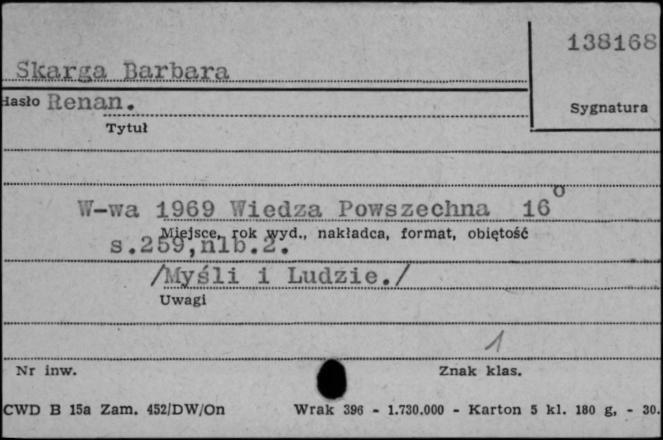 138168
Skarga Barbara
Hasło Renan.
Sygnatura
Tytuł
W-wa 1969 Wiedza Powszechna 16°
Miejsce, rok wyd., nakładca, format, obiętość
s.259,nlb.2.
/Myśli i Ludzie./
Uwagi
1
Nr inw.
Znak klas.
CWD B 15a Zam. 452/DW/On Wrak 396 - 1.730.000 - Karton 5 kl. 180 g, - 30.